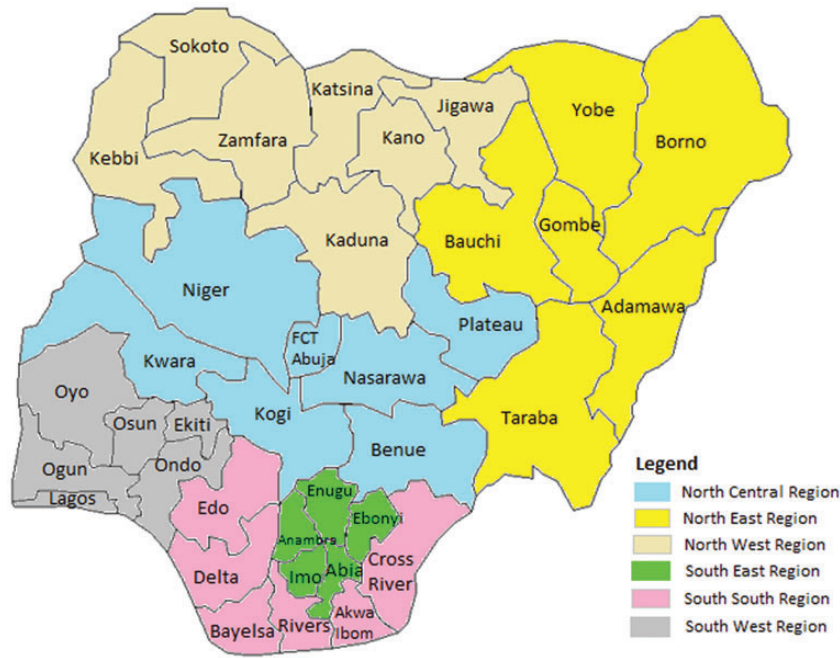 Sokoto
Katsina
Jigawa
Yobe
Borno
Kebbi
Zamfara
Kano
Kaduna
Bauchi
Gombe
Adamawa
Niger
FCT
Abuja
Plateau
Kwara
Nasarawa
Oyo
Kogi
Taraba
Osun
Ekiti
Benue
Ogun
Ondo
Lagos
Edo
Enugu
Ebonyi
Anambra
Cross
River
Delta
Imo
Abia
Bayelsa
Rivers
Akwa
Ibom
Legend
North Central Region
North East Region
North West Region
South East Region
South South Region
South West Region